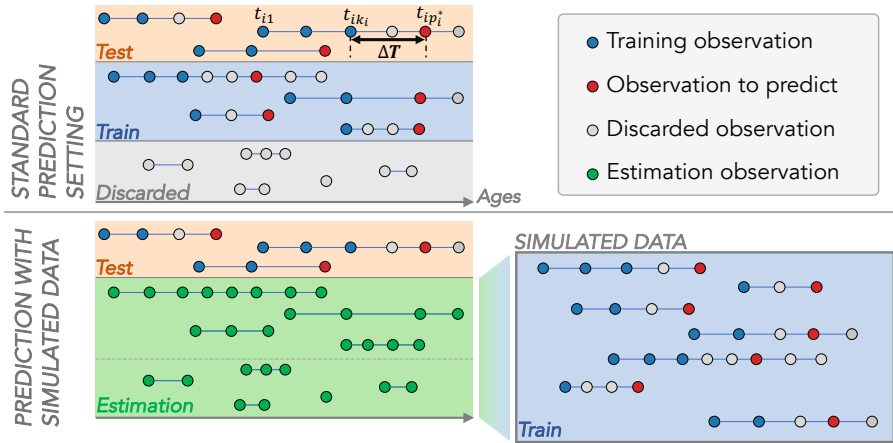 STANDARD
PREDICTION
SETTING
t_{i1}
t_{ik_i}
t_{ip_i^*}
ΔT
Test
Train
Discarded
Ages
Training observation
Observation to predict
Discarded observation
Estimation observation
PREDICTION WITH
SIMULATED DATA
Test
Estimation
SIMULATED DATA
Train